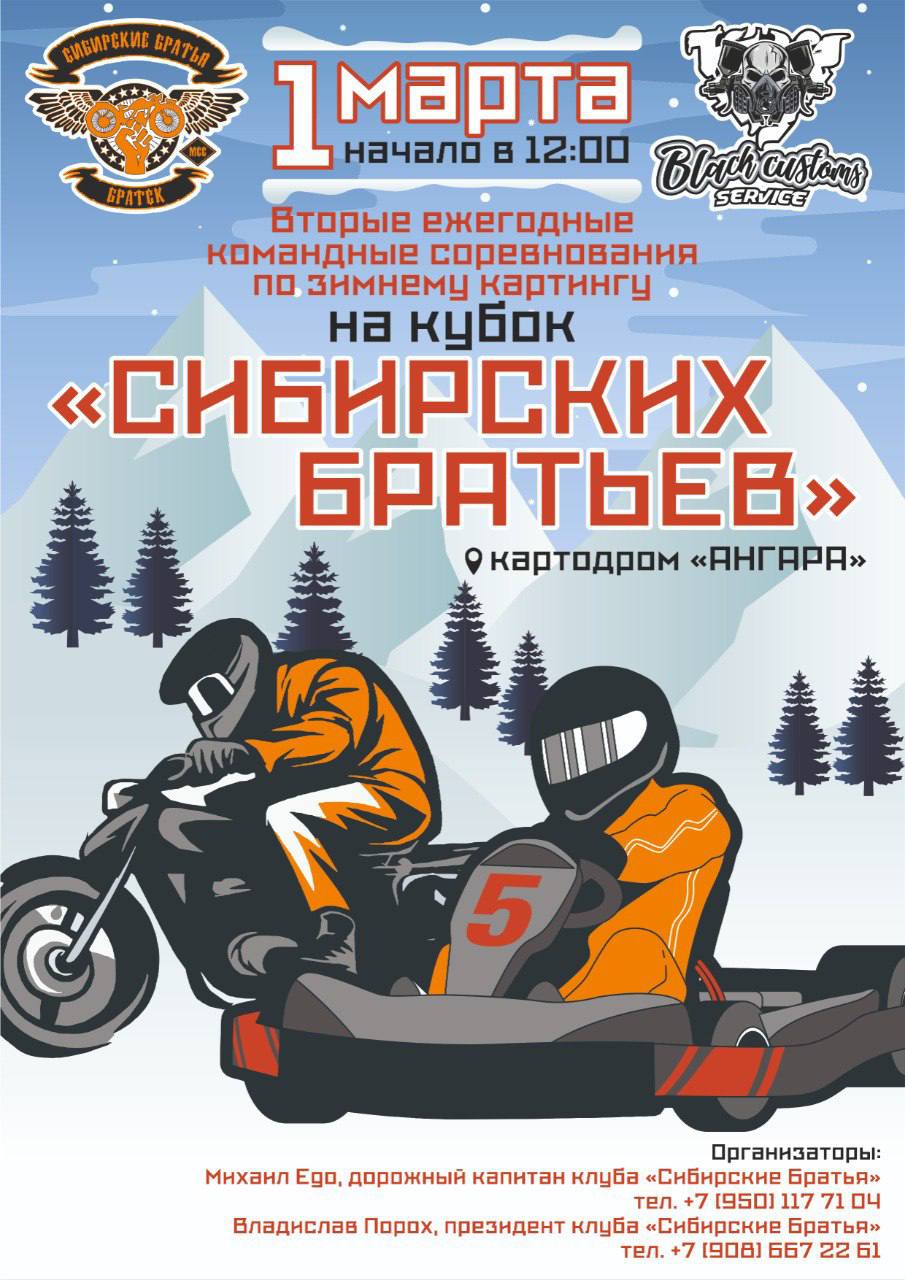 СИБИРСКИЕ БРАТЬЯ
МСС
БРАТСК
1 марта
начало в 12:00
Black customs
SERVICE
Вторые ежегодные
командные соревнования
по зимнему картингу
на кубок
«СИБИРСКИХ
БРАТЬЕВ»
картодром «АНГАРА»
5
Организаторы:
Михаил Едо, дорожный капитан клуба «Сибирские Братья»
тел. +7 (950) 117 71 04
Владислав Порох, президент клуба «Сибирские Братья»
тел. +7 (908) 667 22 61